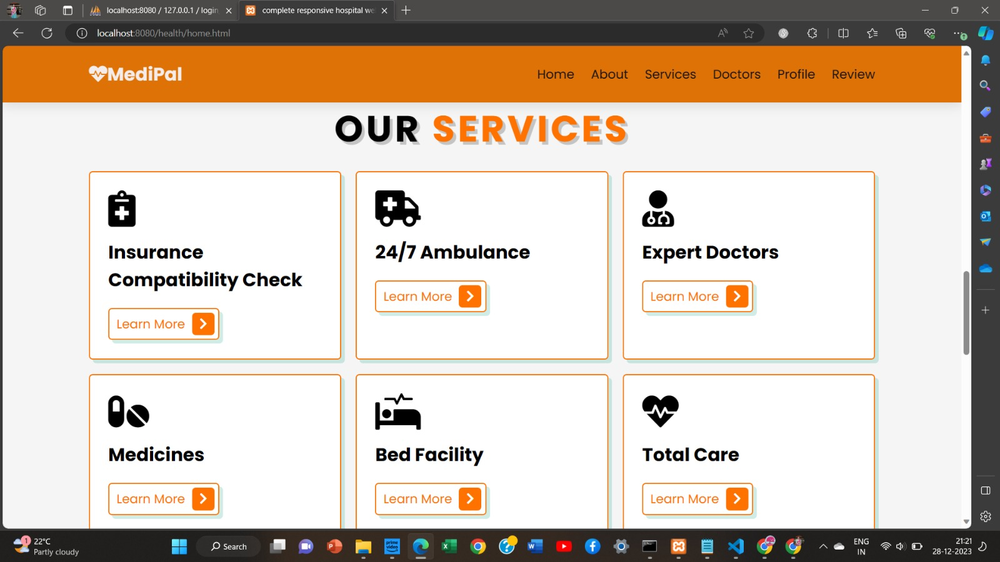 localhost:8080 / 127.0.0.1 / login
complete responsive hospital we
localhost:8080/health/home.html
MediPal
Home About Services Doctors Profile Review
OUR SERVICES
Insurance
Compatibility Check
Learn More
24/7 Ambulance
Learn More
Expert Doctors
Learn More
Medicines
Learn More
Bed Facility
Learn More
Total Care
Learn More
1
22°C
Partly cloudy
Search
prime
video
ENG
IN
21:21
28-12-2023